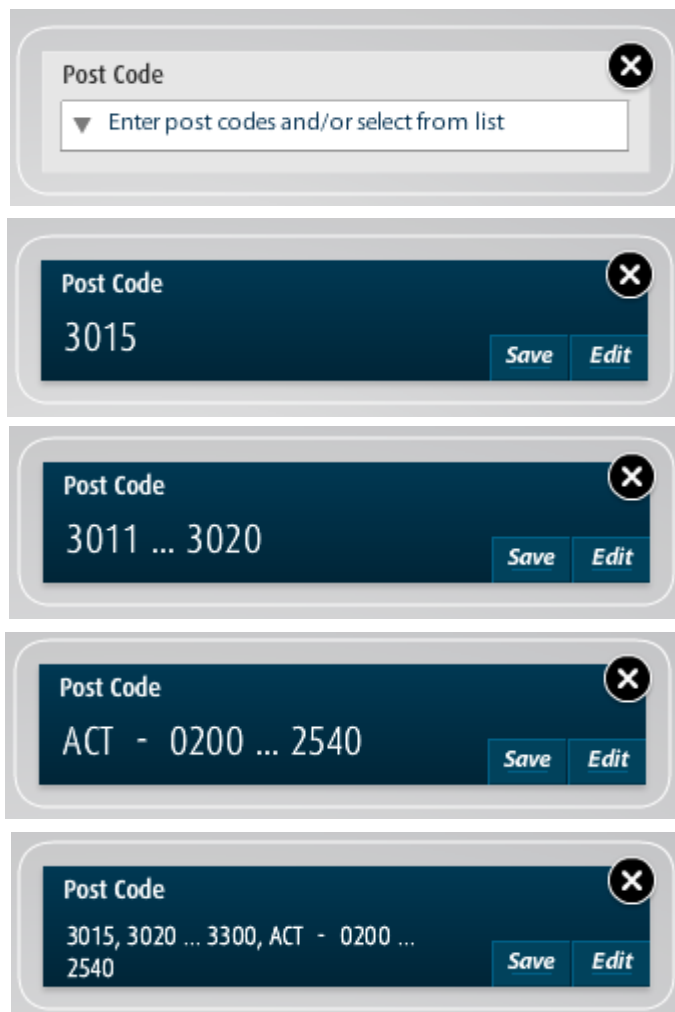 Post Code
Enter post codes and/or select from list
Post Code
3015
Save Edit
Post Code
3011 ... 3020
Save Edit
Post Code
ACT - 0200 ... 2540
Save Edit
Post Code
3015, 3020 ... 3300, ACT - 0200 ...
2540
Save Edit